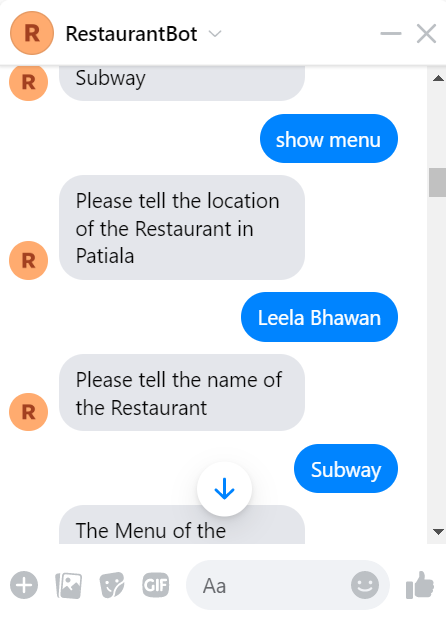 R RestaurantBot
Subway
R
show menu
Please tell the location
of the Restaurant in
Patiala
R
Leela Bhawan
Please tell the name of
the Restaurant
R
Subway
The Menu of the
GIF
Aa